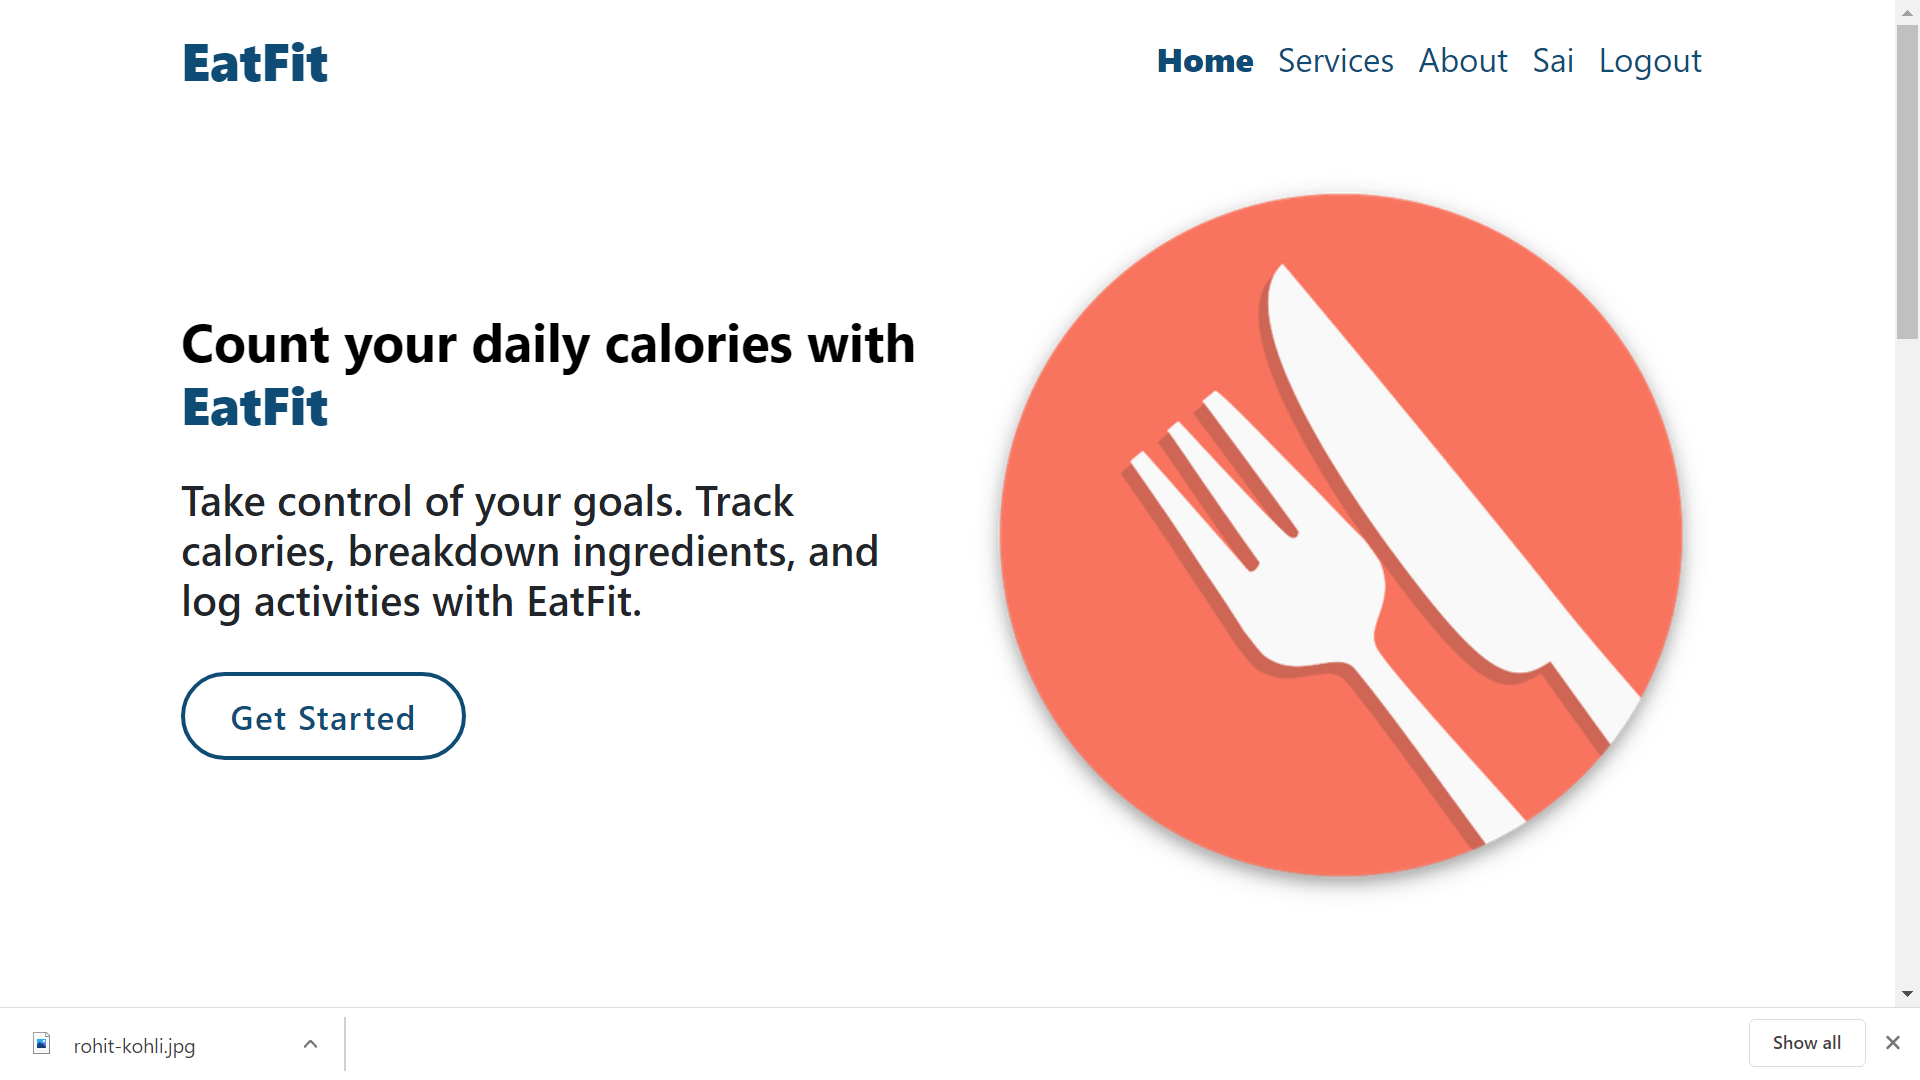 EatFit
Home Services About Sai Logout
Count your daily calories with
EatFit
Take control of your goals. Track
calories, breakdown ingredients, and
log activities with EatFit.
Get Started
rohit-kohli.jpg
Show all